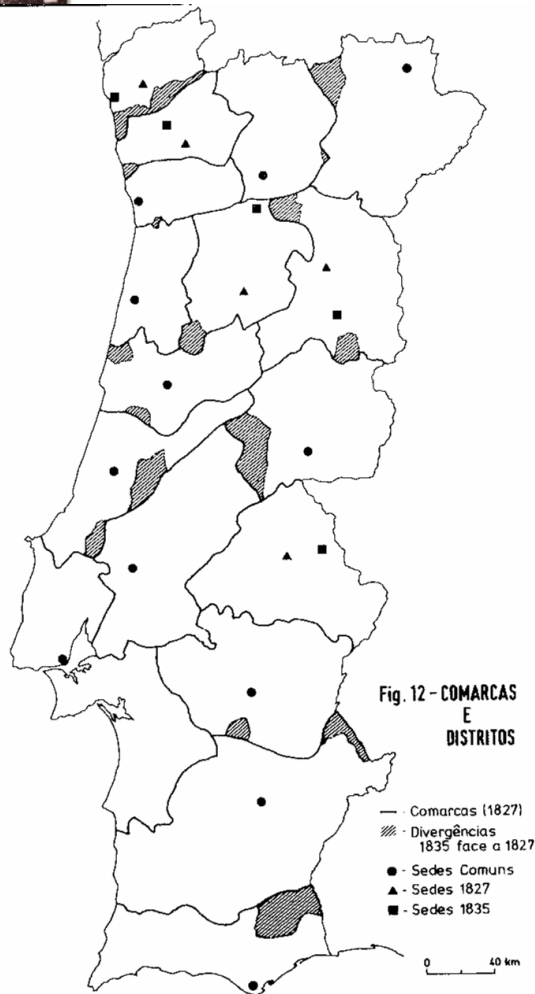 Fig. 12 - COMARCAS
E
DISTRITOS
— - Comarcas (1827)
- Divergências
1835 face a 1827
● - Sedes Comuns
▲ - Sedes 1827
■ - Sedes 1835
0 40 km